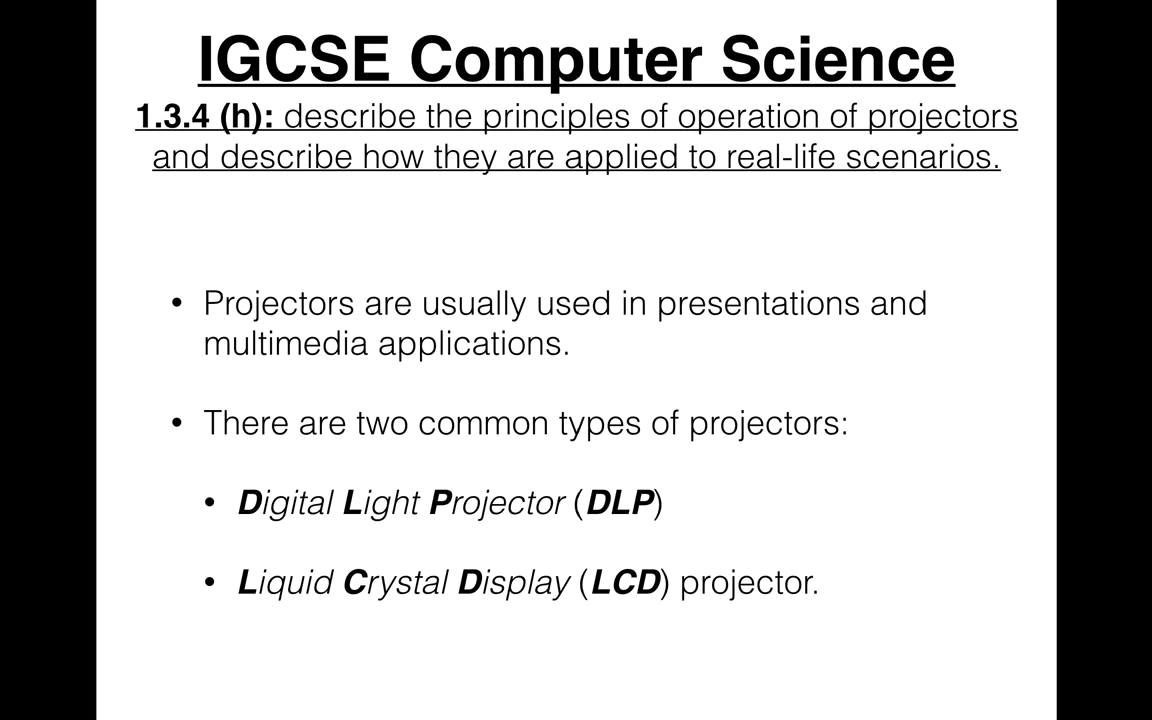 IGCSE Computer Science
1.3.4 (h): describe the principles of operation of projectors
and describe how they are applied to real-life scenarios.
• Projectors are usually used in presentations and
multimedia applications.
• There are two common types of projectors:
• Digital Light Projector (DLP)
• Liquid Crystal Display (LCD) projector.